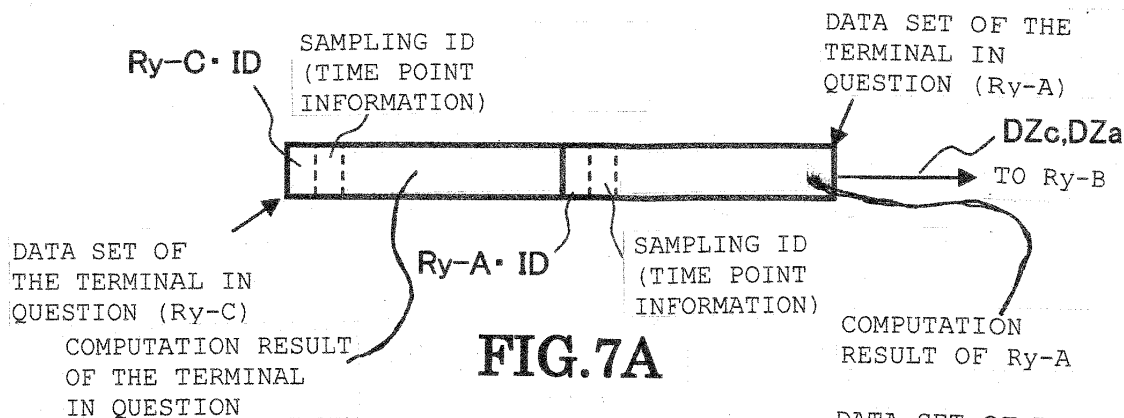 DATA SET OF THE
TERMINAL IN
QUESTION (Ry-A)
SAMPLING ID
(TIME POINT
INFORMATION)
Ry-C· ID
DZc,DZa
TO Ry-B
DATA SET OF
THE TERMINAL IN
QUESTION (Ry-C)
Ry-A· ID
SAMPLING ID
(TIME POINT
INFORMATION)
COMPUTATION RESULT
OF THE TERMINAL
IN QUESTION
FIG.7A
COMPUTATION
RESULT OF Ry-A